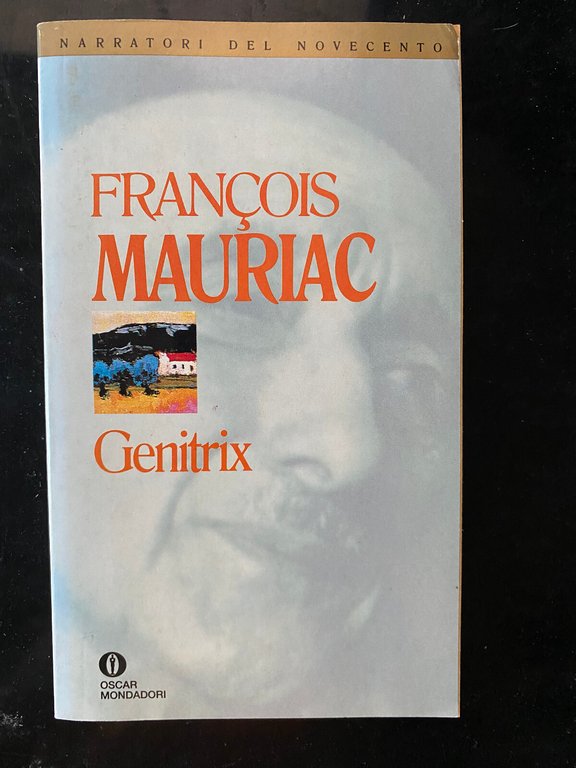 NARRATORI DEL NOVECENTO
FRANÇOIS
MAURIAC
Genitrix
OSCAR
MONDADORI